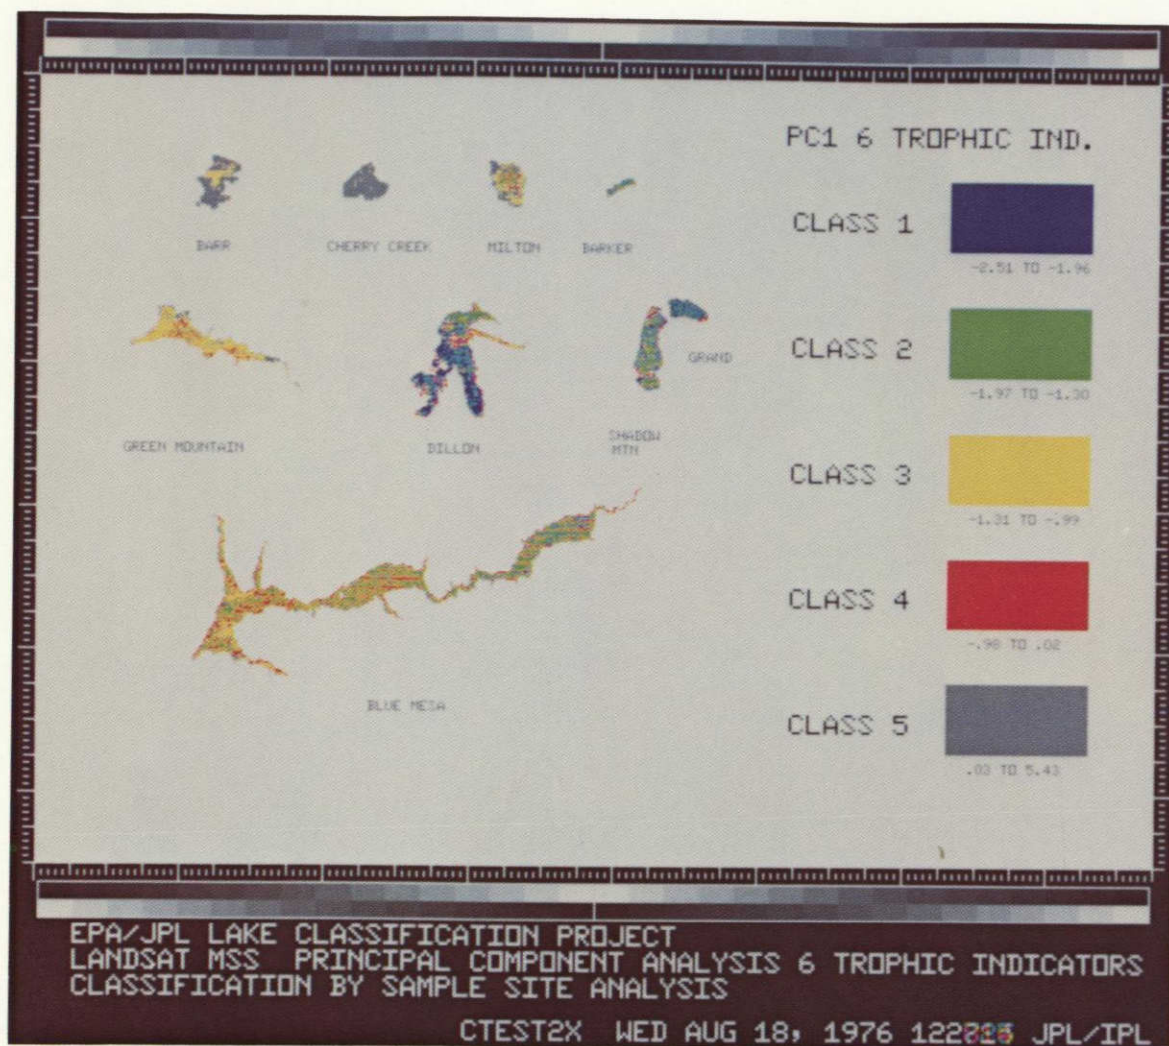 PC1 6 TROPHIC IND.
BARR
CHERRY CREEK
MILTON
BARKER
CLASS 1
-2.51 TO -1.96
CLASS 2
-1.97 TO -1.30
GRAND
GREEN MOUNTAIN
DILLON
SHADOW
MTN
CLASS 3
-1.31 TO -.99
CLASS 4
-.98 TO .02
BLUE MESA
CLASS 5
.03 TO 5.43
EPA/JPL LAKE CLASSIFICATION PROJECT
LANDSAT MSS PRINCIPAL COMPONENT ANALYSIS 6 TROPHIC INDICATORS
CLASSIFICATION BY SAMPLE SITE ANALYSIS
CTEST2X WED AUG 18, 1976 JPL/IPL